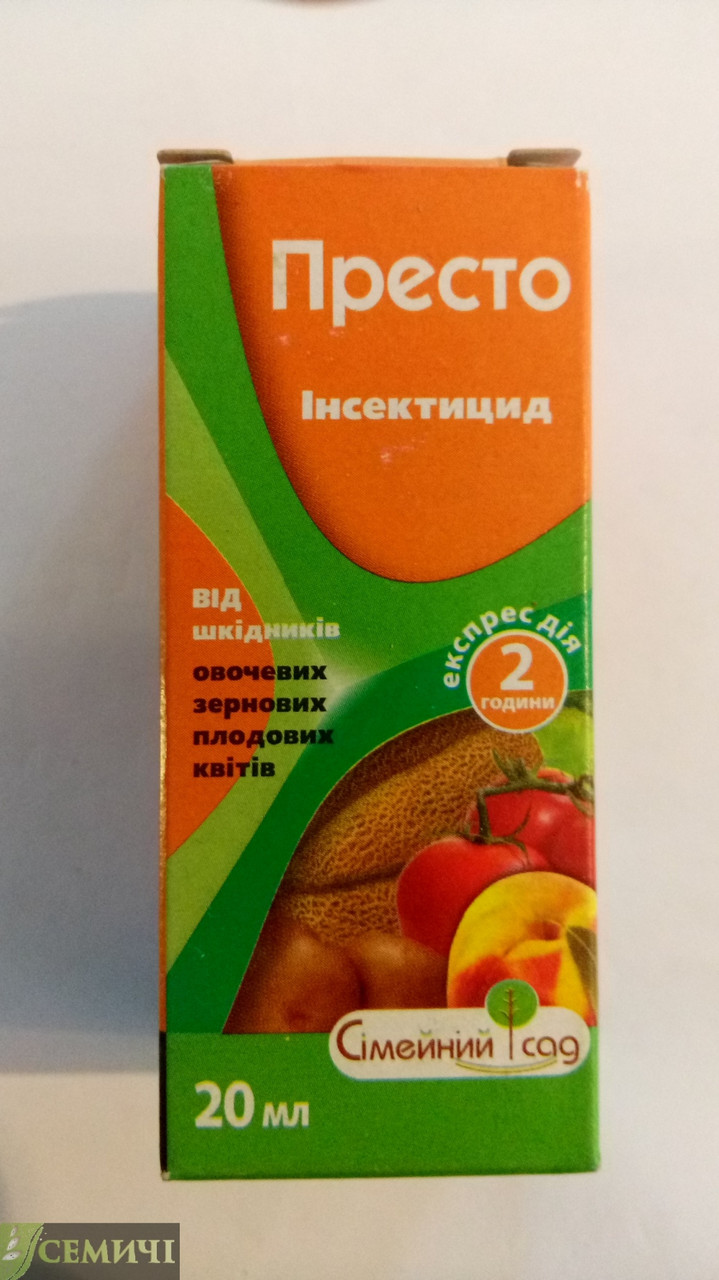 Престо
Інсектицид
від
шкідників
овочевих
зернових
плодових
квітів
експрес дія
2
години
Сімейний сад
20 мл
СЕМИЧІ